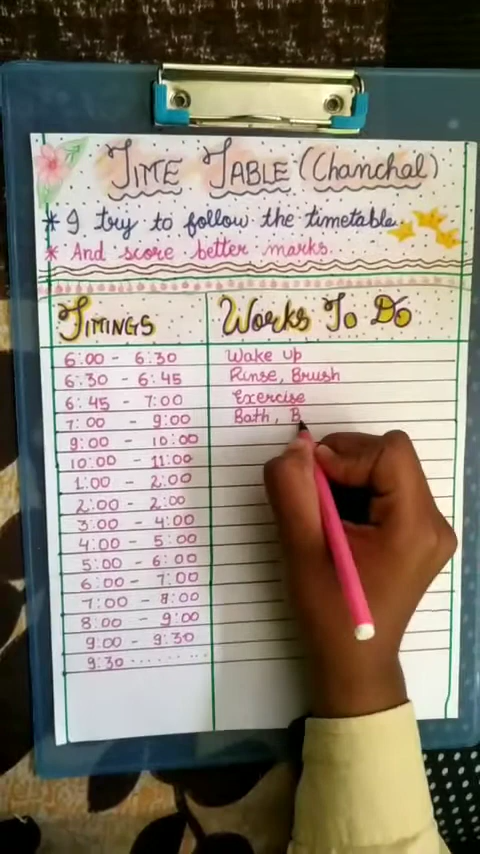 TIME TABLE (Chanchal)
* I try to follow the timetable.
* And score better marks.
TIMINGS Works To Do
6:00 - 6:30 Wake up
6:30 - 6:45 Rinse, Brush
6:45 - 7:00 Exercise
7:00 - 9:00 Bath, B
9:00 - 10:00
10:00 - 11:00
1:00 - 2:00
2:00 - 2:00
3:00 - 4:00
4:00 - 5:00
5:00 - 6:00
6:00 - 7:00
7:00 - 8:00
8:00 - 9:00
9:00 - 9:30
9:30 ........